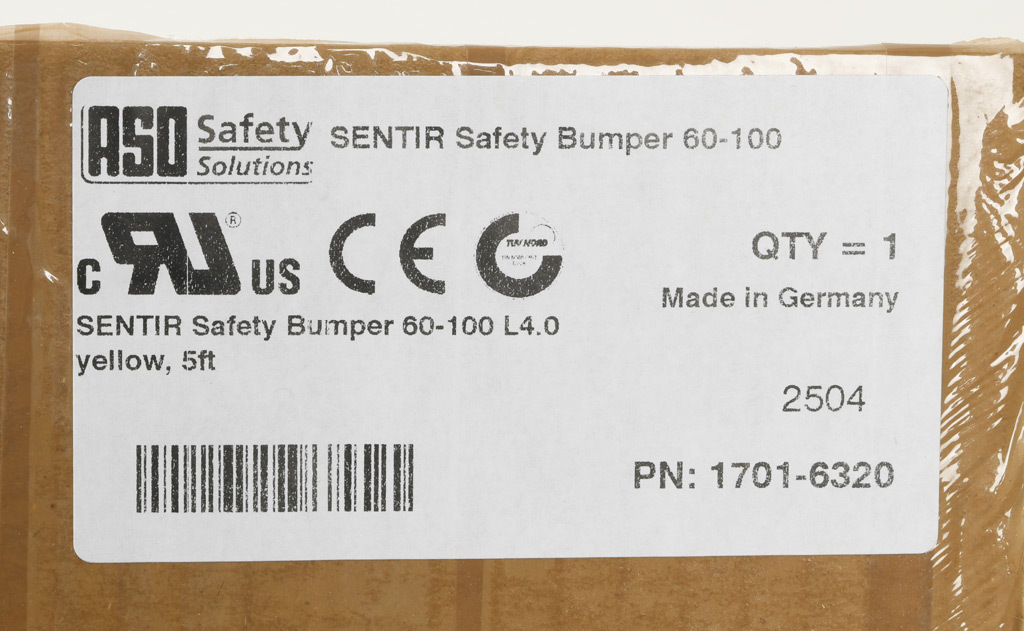 ASO Safety Solutions
SENTIR Safety Bumper 60-100
C RU ® US CE TÜV NORD
QTY = 1
Made in Germany
SENTIR Safety Bumper 60-100 L4.0
yellow, 5ft
2504
PN: 1701-6320